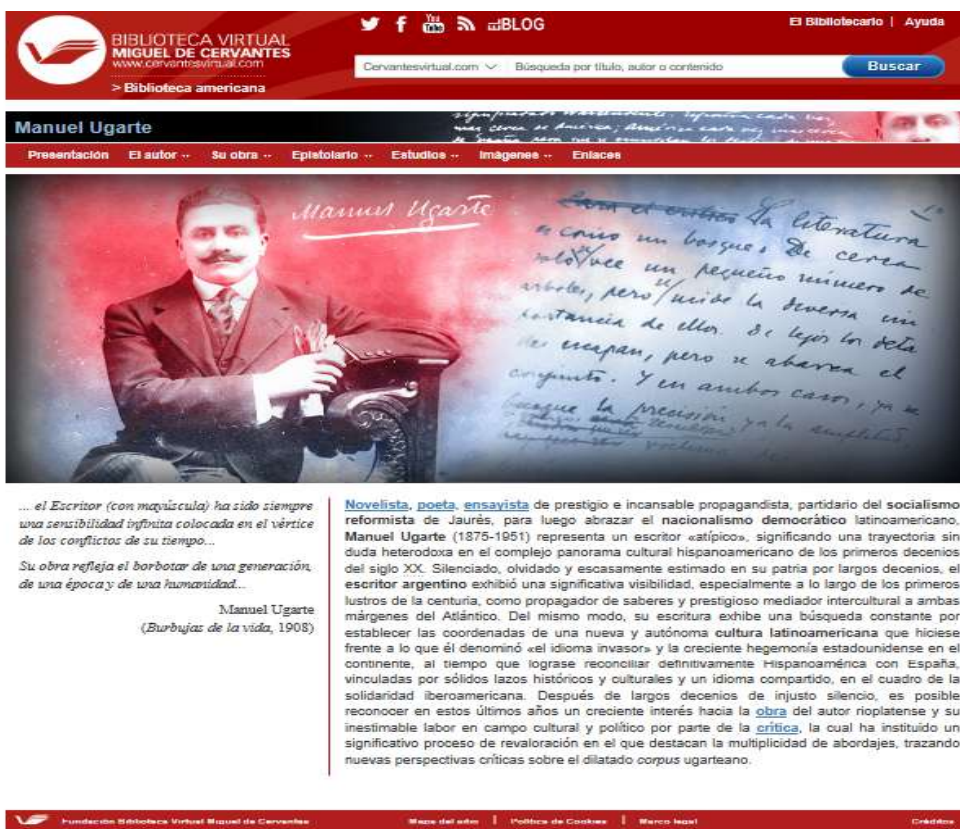 BIBLIOTECA VIRTUAL
MIGUEL DE CERVANTES
www.cervantesvirtual.com
> Biblioteca americana
You Tube
BLOG
El Bibliotecario | Ayuda
Cervantesvirtual.com
Búsqueda por título, autor o contenido
Buscar
Manuel Ugarte
Presentación El autor Su obra Epistolario Estudios Imágenes Enlaces
Manuel Ugarte
la literatura
es como un bosque. De cerca
solo se ve un pequeño número de
árboles, pero se mide la diversa
de ellos. De lejos los
escapan, pero se abarca el
conjunto. Y en ambos casos, ya se
la precisión, ya la amplitud,
... el Escritor (con mayúscula) ha sido siempre
una sensibilidad infinita colocada en el vértice
de los conflictos de su tiempo...
Su obra refleja el borbotar de una generación,
de una época y de una humanidad...
Manuel Ugarte
(Burbujas de la vida, 1908)
Novelista, poeta, ensayista de prestigio e incansable propagandista, partidario del socialismo
reformista de Jaurès, para luego abrazar el nacionalismo democrático latinoamericano,
Manuel Ugarte (1875-1951) representa un escritor «atípico», significando una trayectoria sin
duda heterodoxa en el complejo panorama cultural hispanoamericano de los primeros decenios
del siglo XX. Silenciado, olvidado y escasamente estimado en su patria por largos decenios, el
escritor argentino exhibió una significativa visibilidad, especialmente a lo largo de los primeros
lustros de la centuria, como propagador de saberes y prestigioso mediador intercultural a ambas
márgenes del Atlántico. Del mismo modo, su escritura exhibe una búsqueda constante por
establecer las coordenadas de una nueva y autónoma cultura latinoamericana que hiciese
frente a lo que él denominó «el idioma invasor» y la creciente hegemonía estadounidense en el
continente, al tiempo que lograse reconciliar definitivamente Hispanoamérica con España,
vinculadas por sólidos lazos históricos y culturales y un idioma compartido, en el cuadro de la
solidaridad iberoamericana. Después de largos decenios de injusto silencio, es posible
reconocer en estos últimos años un creciente interés hacia la obra del autor rioplatense y su
inestimable labor en campo cultural y político por parte de la crítica, la cual ha instituido un
significativo proceso de revaloración en el que destacan la multiplicidad de abordajes, trazando
nuevas perspectivas críticas sobre el dilatado corpus ugarteano.
Fundación Biblioteca Virtual Miguel de Cervantes
Mapa del sitio | Política de Cookies | Marco legal
Créditos